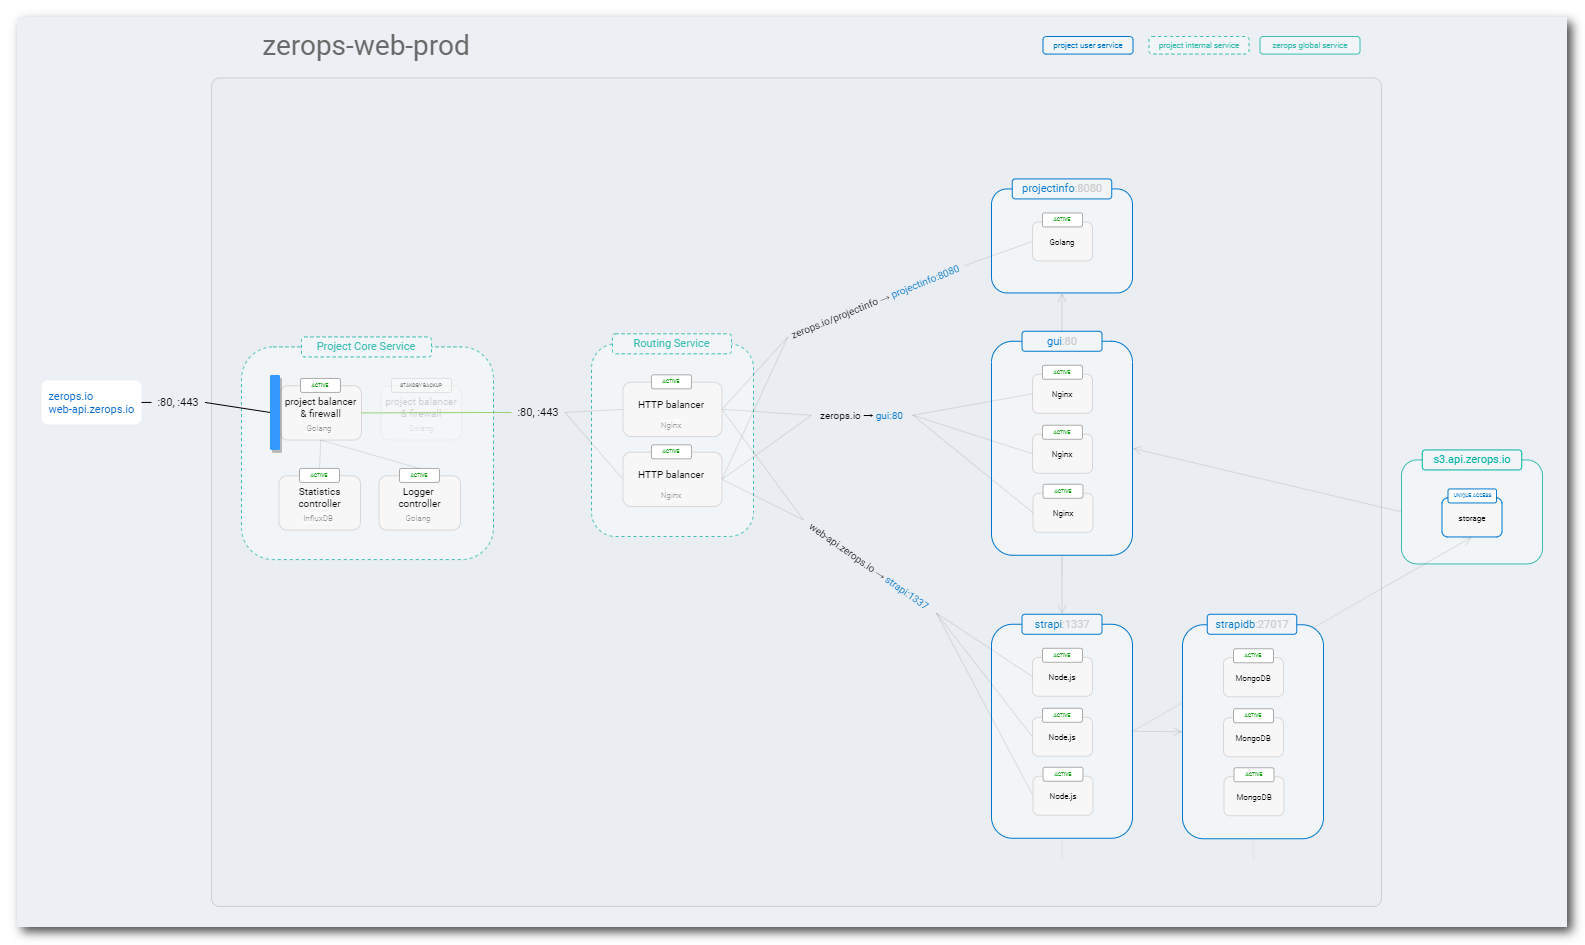 zerops-web-prod
project user service
project internal service
zerops global service
zerops.io
web-api.zerops.io
:80, :443
Project Core Service
ACTIVE
project balancer
& firewall
Golang
STANDBY BACKUP
project balancer
& firewall
Golang
ACTIVE
Statistics
controller
InfluxDB
ACTIVE
Logger
controller
Golang
:80, :443
Routing Service
ACTIVE
HTTP balancer
Nginx
ACTIVE
HTTP balancer
Nginx
zerops.io/projectinfo → projectinfo:8080
zerops.io → gui:80
web-api.zerops.io → strapi:1337
projectinfo:8080
ACTIVE
Golang
gui:80
ACTIVE
Nginx
ACTIVE
Nginx
ACTIVE
Nginx
strapi:1337
ACTIVE
Node.js
ACTIVE
Node.js
ACTIVE
Node.js
strapidb:27017
ACTIVE
MongoDB
ACTIVE
MongoDB
ACTIVE
MongoDB
s3.api.zerops.io
UNIQUE ACCESS
storage